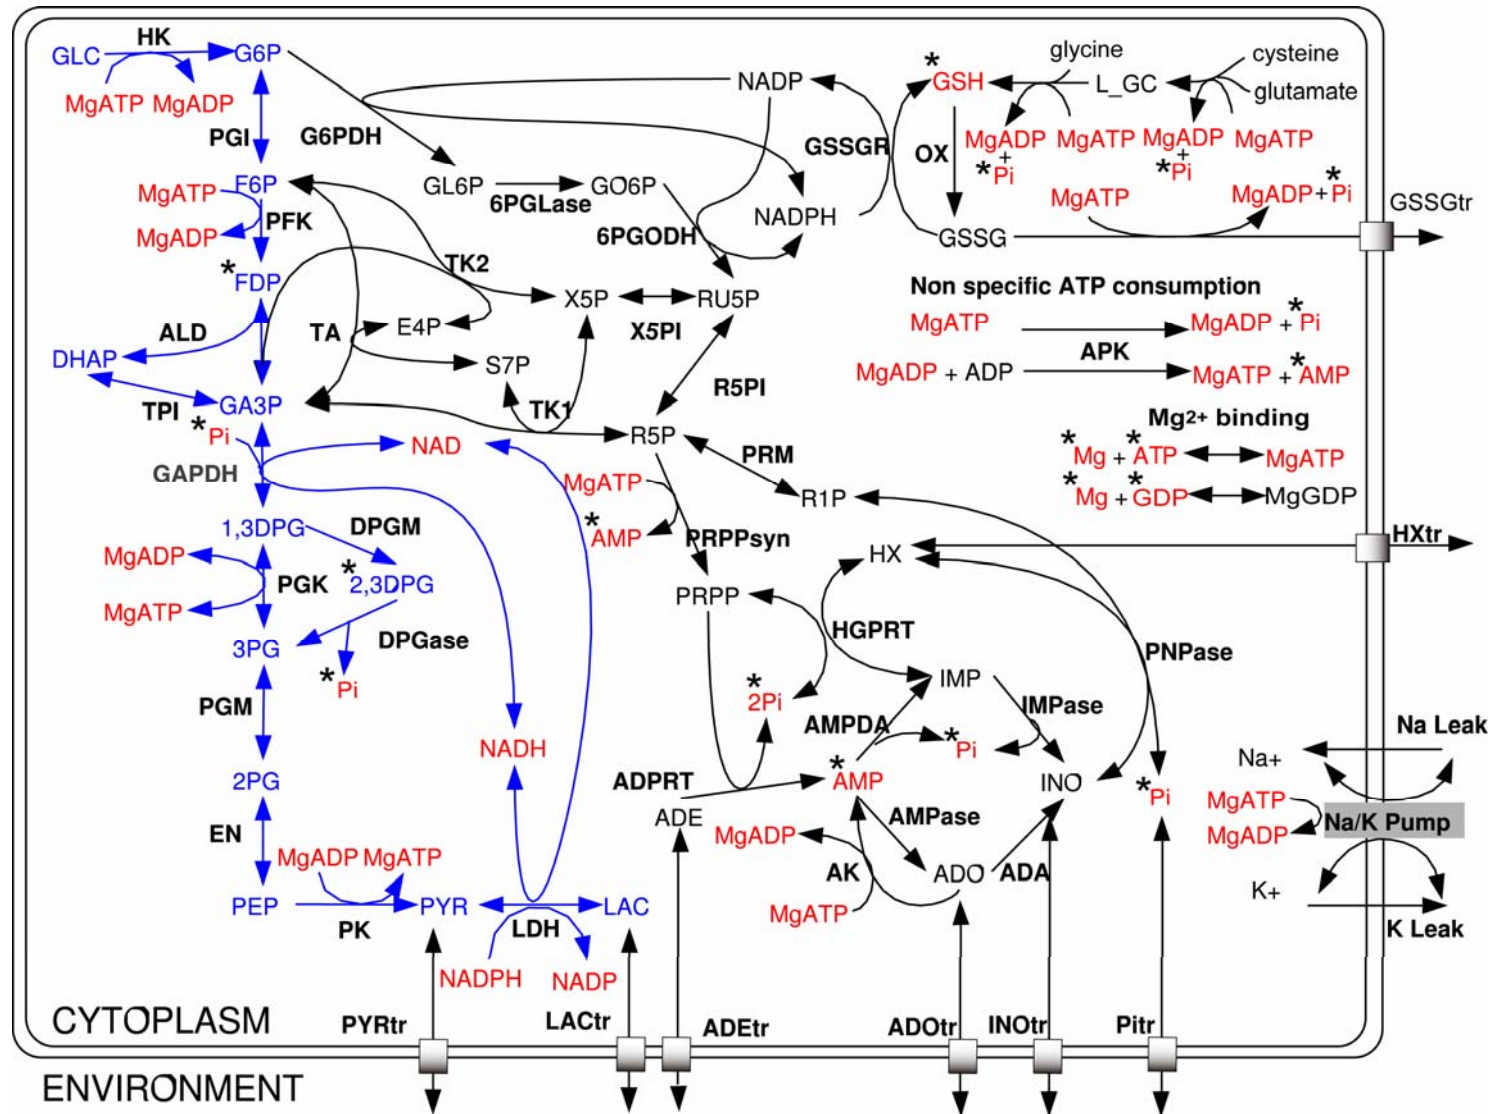 HK
GLC
G6P
MgATP MgADP
PGI
G6PDH
NADP
GSSGR
* GSH
glycine
L_GC
cysteine
glutamate
OX
MgADP
+
*Pi
MgATP
MgADP
+
*Pi
MgATP
F6P
MgATP
MgADP
PFK
GL6P
6PGLase
GO6P
6PGODH
NADPH
GSSG
MgATP
MgADP+*Pi
GSSGtr
*FDP
ALD
DHAP
TPI
GA3P
TA
TK2
E4P
S7P
TK1
X5P
X5PI
RU5P
R5PI
R5P
Non specific ATP consumption
MgATP
MgADP + *Pi
APK
MgADP + ADP
MgATP + *AMP
Mg2+ binding
*Mg + *ATP
MgATP
*Mg + *GDP
MgGDP
*Pi
GAPDH
NAD
MgATP
*AMP
PRPPsyn
PRM
R1P
HX
HXtr
1,3DPG
DPGM
MgADP
MgATP
PGK
*2,3DPG
DPGase
*Pi
3PG
PGM
PRPP
HGPRT
PNPase
*2Pi
IMP
AMPDA
*Pi
IMPase
NADH
2PG
EN
ADPRT
ADE
*AMP
INO
*Pi
MgADP
AMPase
AK
ADO
ADA
MgATP
Na Leak
Na+
MgATP
MgADP
Na/K Pump
K+
K Leak
MgADP MgATP
PEP
PK
PYR
LDH
LAC
NADPH
NADP
CYTOPLASM
PYRtr
LACtr
ADEtr
ADOtr
INOtr
Pitr
ENVIRONMENT